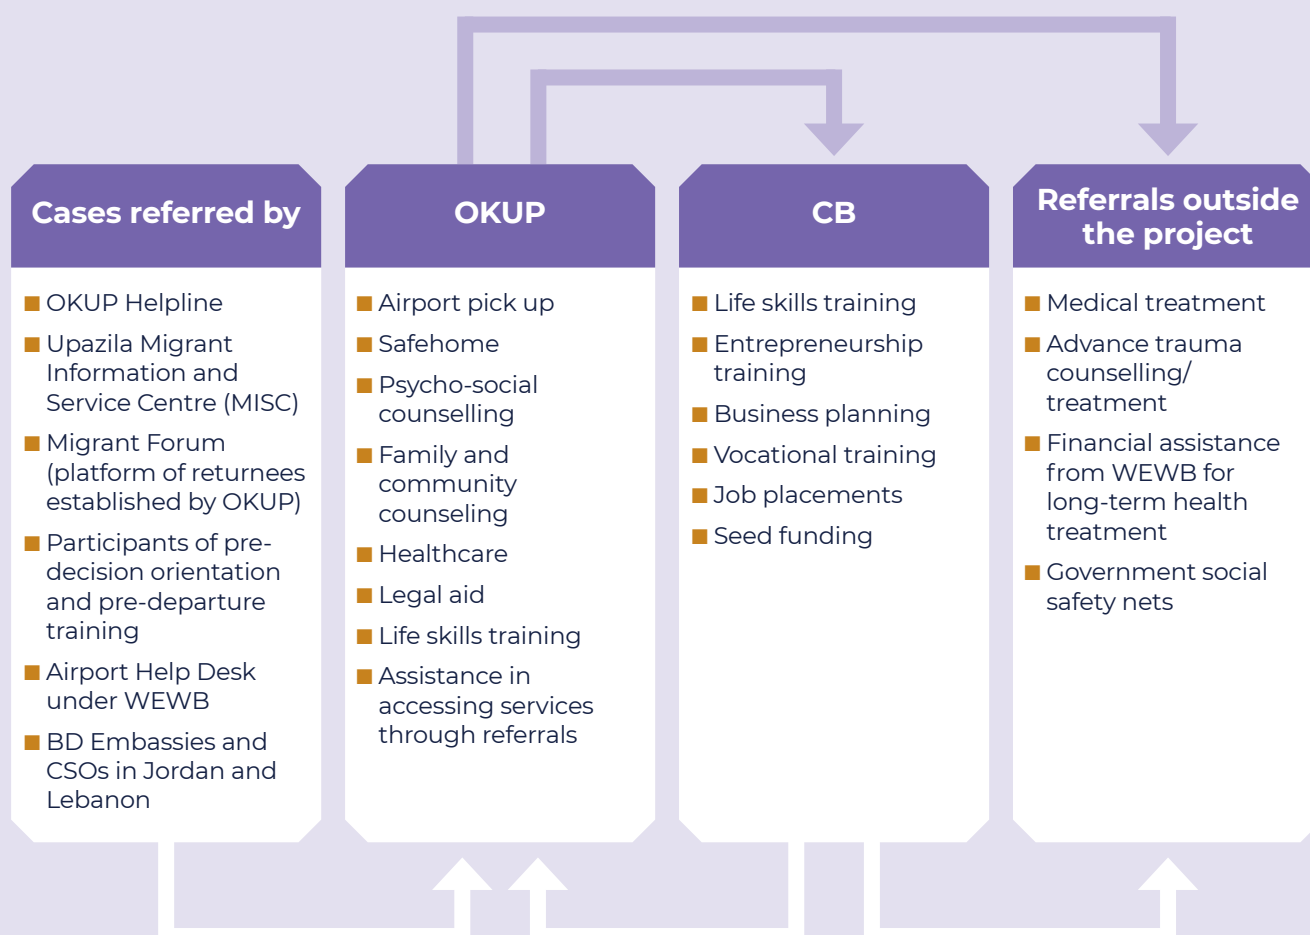 Cases referred by
OKUP Helpline
Upazila Migrant
Information and
Service Centre (MISC)
Migrant Forum
(platform of returnees
established by OKUP)
Participants of pre-
decision orientation
and pre-departure
training
Airport Help Desk
under WEWB
BD Embassies and
CSOs in Jordan and
Lebanon
OKUP
Airport pick up
Safehome
Psycho-social
counselling
Family and
community
counseling
Healthcare
Legal aid
Life skills training
Assistance in
accessing services
through referrals
CB
Life skills training
Entrepreneurship
training
Business planning
Vocational training
Job placements
Seed funding
Referrals outside
the project
Medical treatment
Advance trauma
counselling/
treatment
Financial assistance
from WEWB for
long-term health
treatment
Government social
safety nets